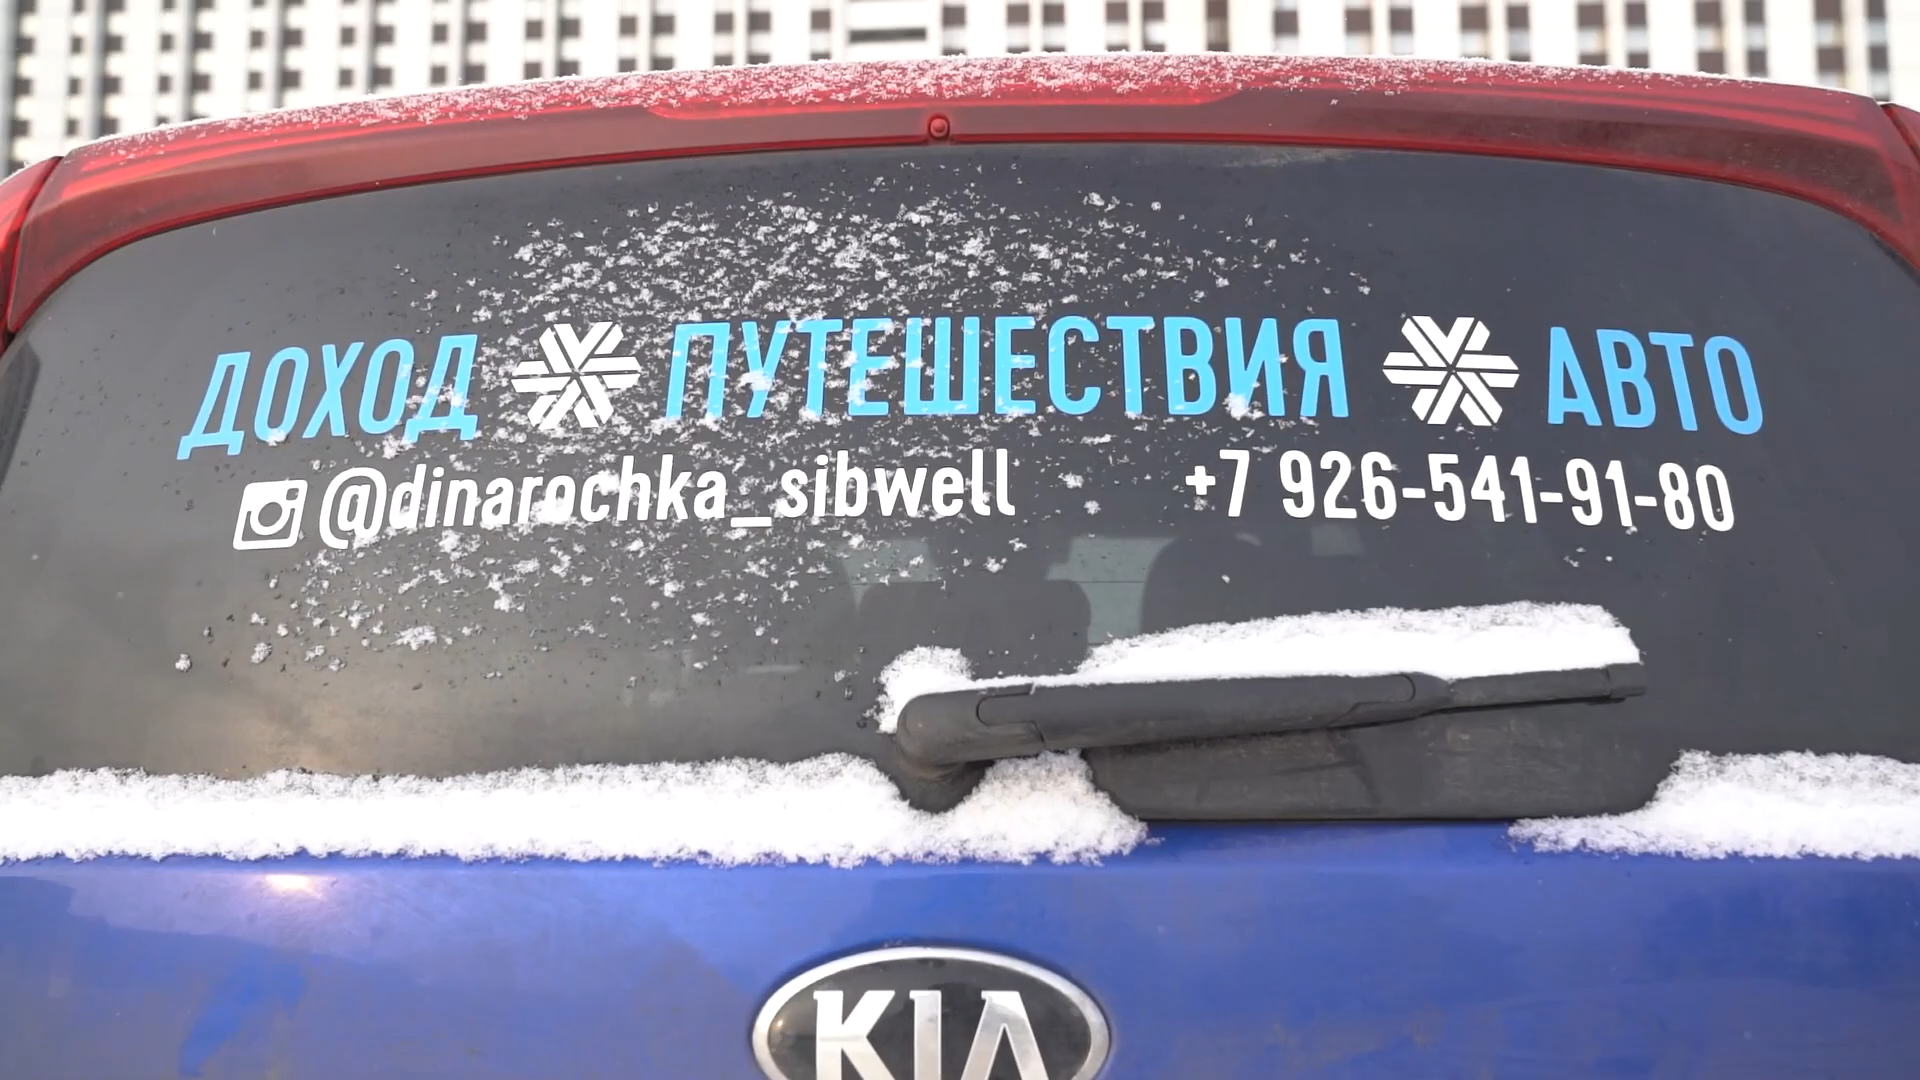 ДОХОД ПУТЕШЕСТВИЯ АВТО
@dinarochka_sibwell +7 926-541-91-80
KIA